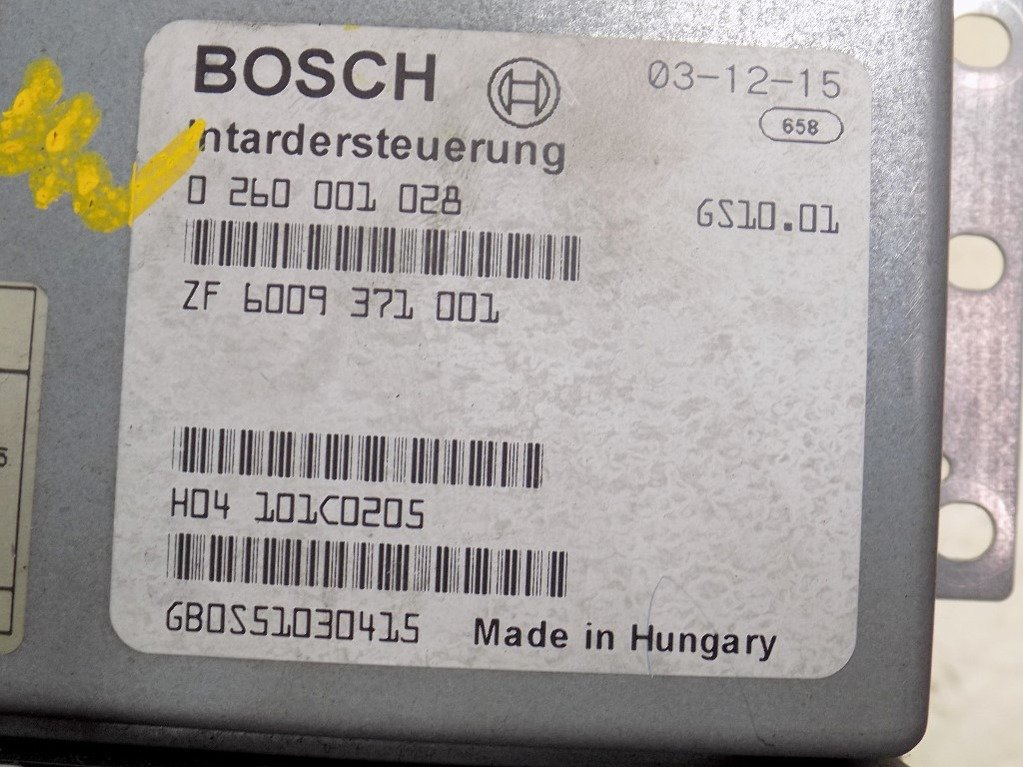 BOSCH
03-12-15
658
Intardersteuerung
0 260 001 028
GS10.01
ZF 6009 371 001
H04 101C0205
GB0S51030415
Made in Hungary
5